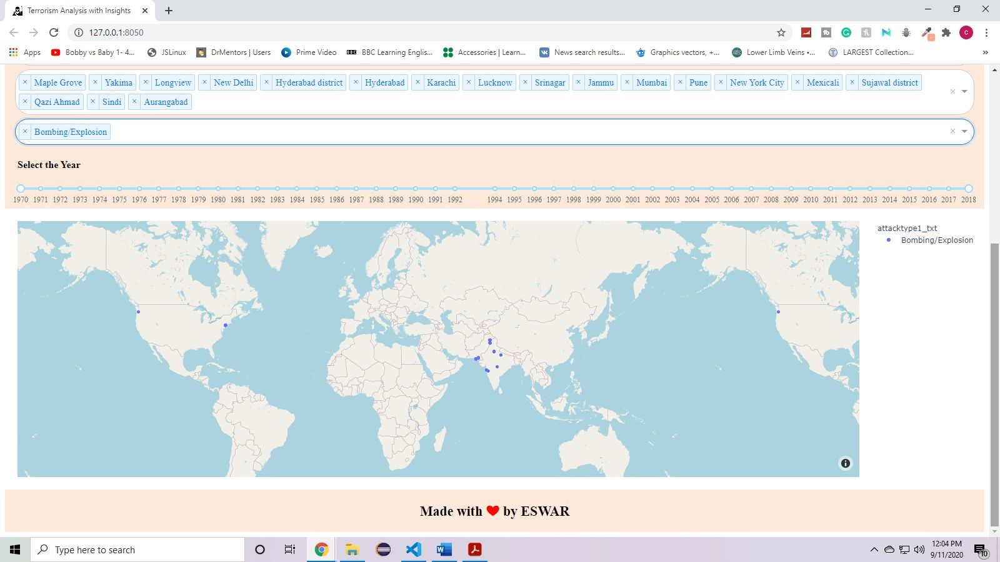 Terrorism Analysis with Insights
127.0.0.1:8050
Apps Bobby vs Baby 1- 4... JSLinux DrMentors | Users Prime Video BBC BBC Learning Englis... Accessories | Learn... News search results... Graphics vectors, +... Lower Limb Veins •... LARGEST Collection... »
× Maple Grove × Yakima × Longview × New Delhi × Hyderabad district × Hyderabad × Karachi × Lucknow × Srinagar × Jammu × Mumbai × Pune × New York City × Mexicali × Sujawal district
× Qazi Ahmad × Sindi × Aurangabad
× Bombing/Explosion
Select the Year
1970 1971 1972 1973 1974 1975 1976 1977 1978 1979 1980 1981 1982 1983 1984 1985 1986 1987 1988 1989 1990 1991 1992 1994 1995 1996 1997 1998 1999 2000 2001 2002 2003 2004 2005 2006 2007 2008 2009 2010 2011 2012 2013 2014 2015 2016 2017 2018
attacktype1_txt
Bombing/Explosion
Made with ❤ by ESWAR
Type here to search
12:04 PM
9/11/2020
10